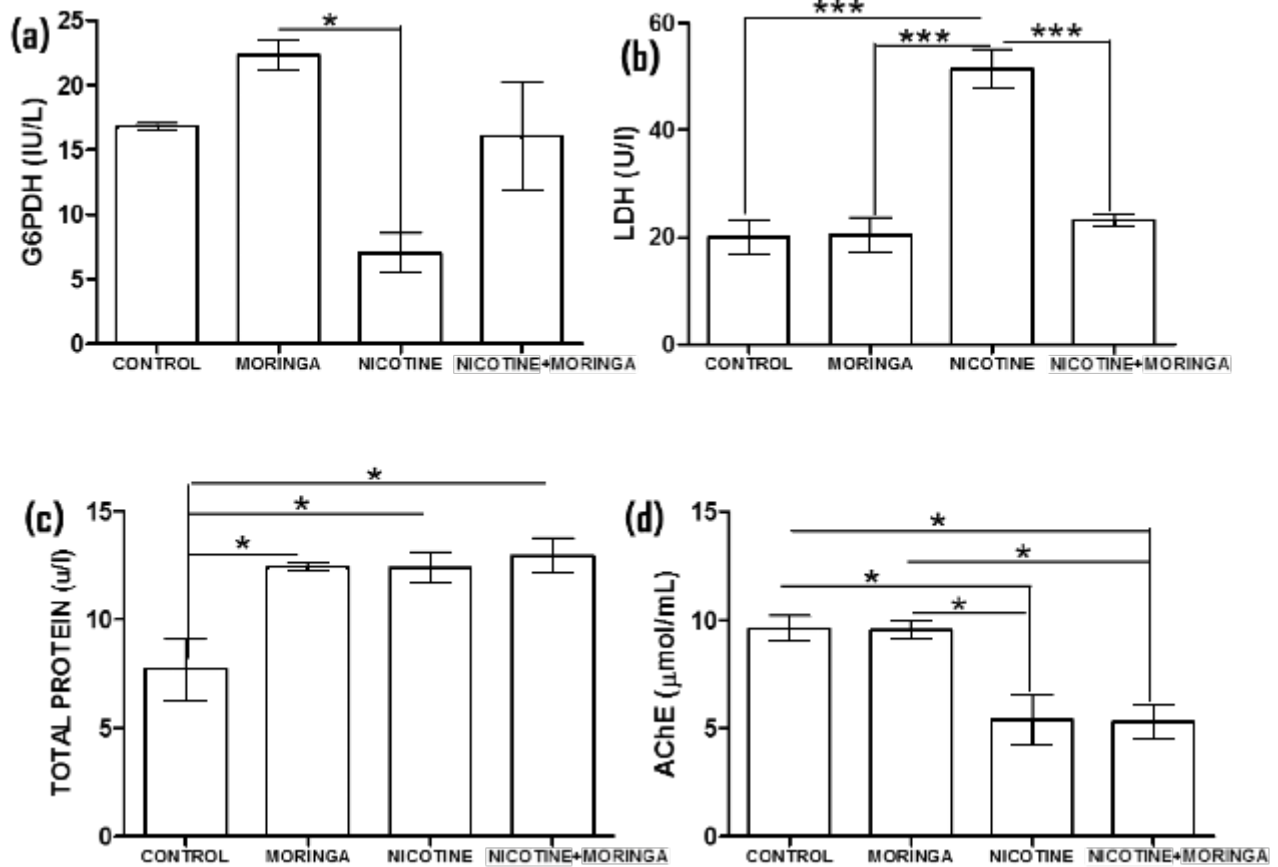 (a)
G6PDH (IU/L)
25
20
15
10
5
0
*
CONTROL MORINGA NICOTINE NICOTINE+MORINGA
(b)
LDH (U/l)
60
40
20
0
***
***
***
CONTROL MORINGA NICOTINE NICOTINE+MORINGA
(c)
TOTAL PROTEIN (u/l)
15
10
5
0
*
*
*
CONTROL MORINGA NICOTINE NICOTINE+MORINGA
(d)
AChE (μmol/mL)
15
10
5
0
*
*
*
*
CONTROL MORINGA NICOTINE NICOTINE+MORINGA